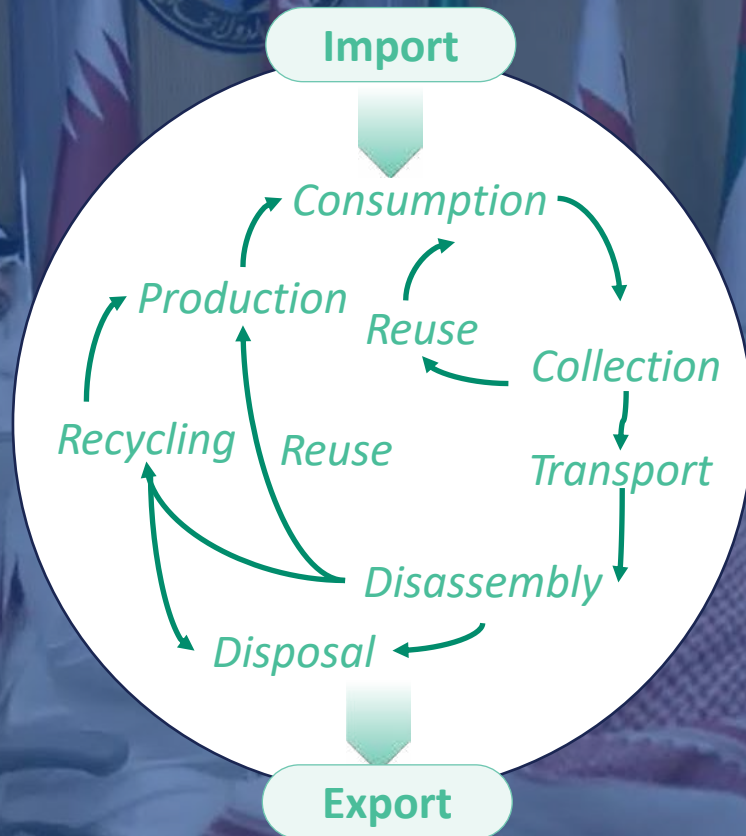 Import
Consumption
Production
Reuse
Collection
Recycling
Reuse
Transport
Disassembly
Disposal
Export